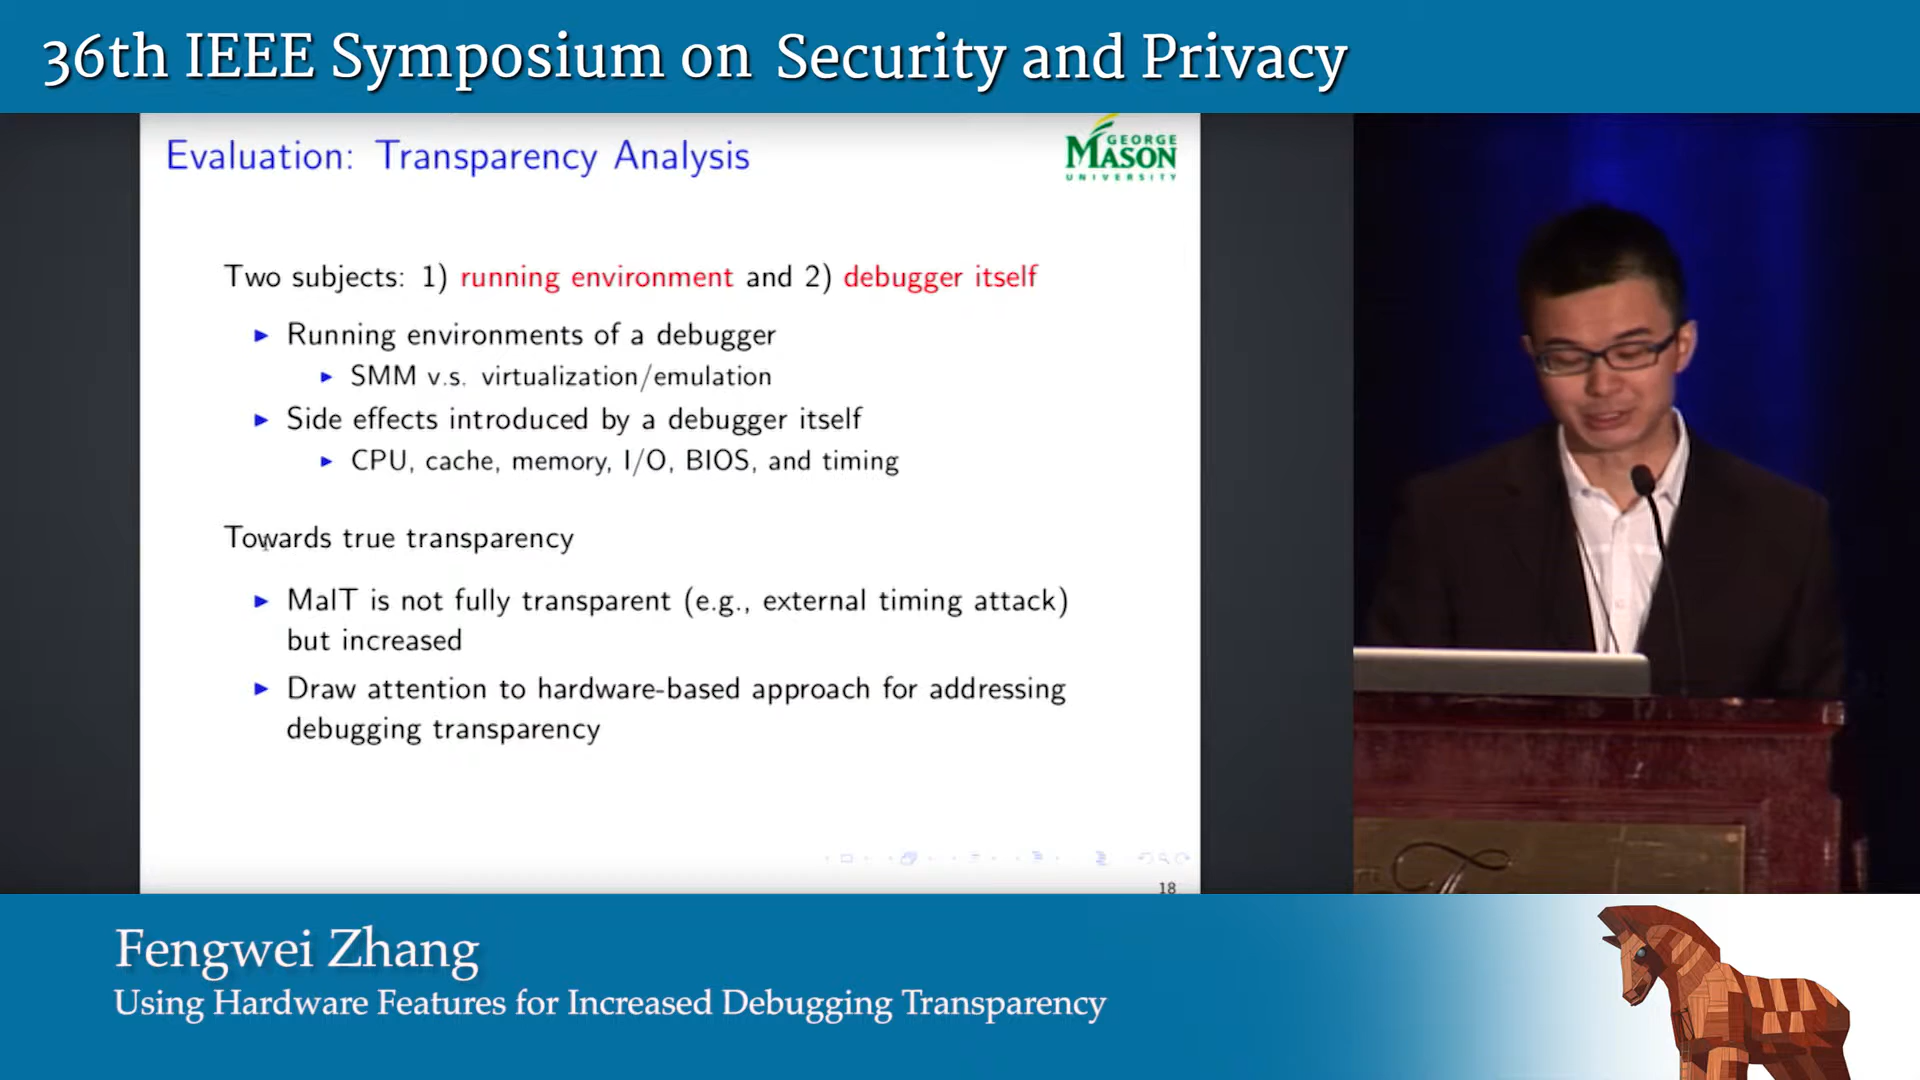 36th IEEE Symposium on Security and Privacy
Evaluation: Transparency Analysis
GEORGE
MASON
UNIVERSITY
Two subjects: 1) running environment and 2) debugger itself
Running environments of a debugger
SMM v.s. virtualization/emulation
Side effects introduced by a debugger itself
CPU, cache, memory, I/O, BIOS, and timing
Towards true transparency
MalT is not fully transparent (e.g., external timing attack)
but increased
Draw attention to hardware-based approach for addressing
debugging transparency
18
Fengwei Zhang
Using Hardware Features for Increased Debugging Transparency